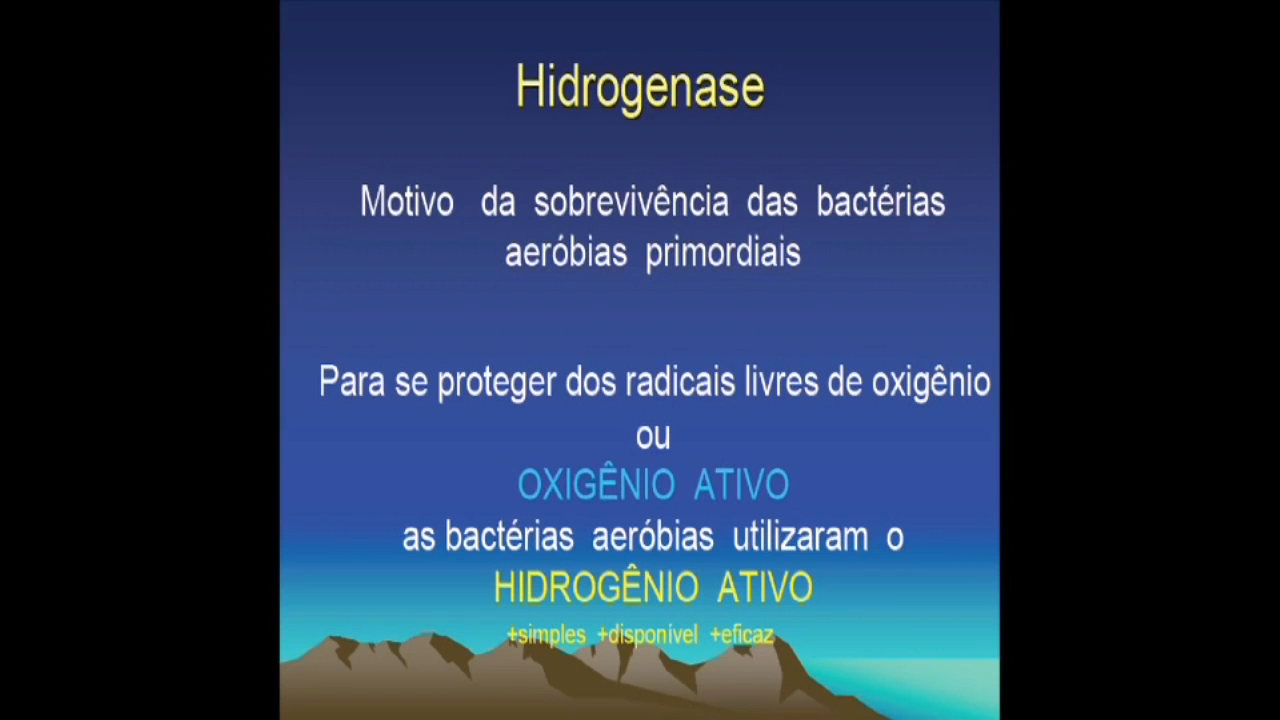 Hidrogenase
Motivo da sobrevivência das bactérias
aeróbias primordiais
Para se proteger dos radicais livres de oxigênio
ou
OXIGÊNIO ATIVO
as bactérias aeróbias utilizaram o
HIDROGÊNIO ATIVO
+simples +disponível +eficaz